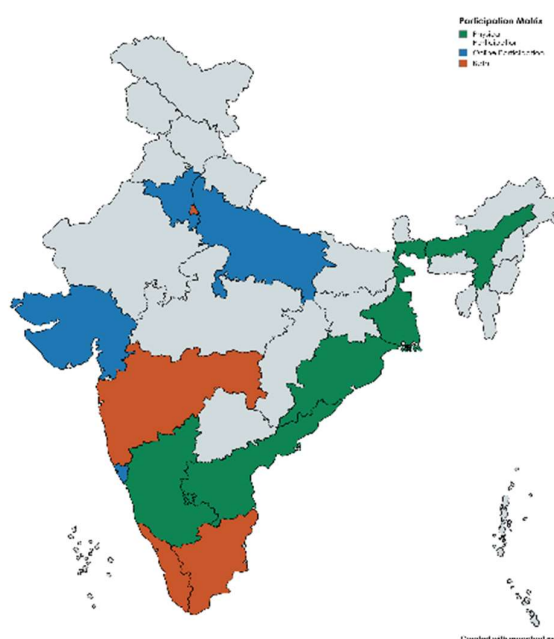 Participation Matrix
Physical
Participation
Online Participation
Both